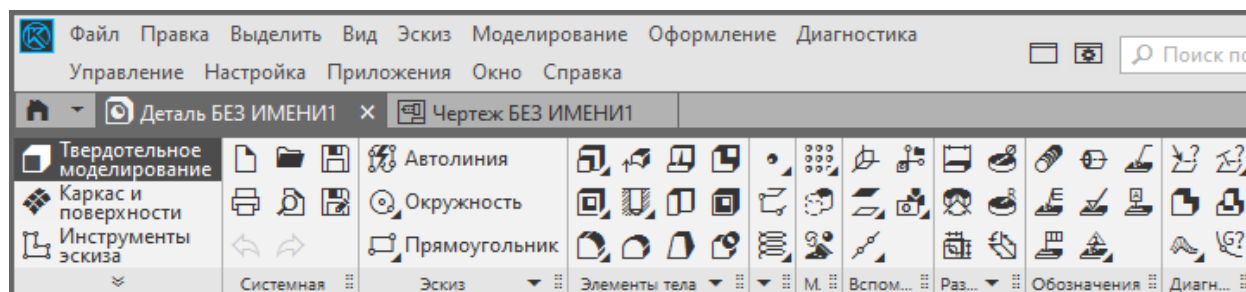 Файл Правка Выделить Вид Эскиз Моделирование Оформление Диагностика
Управление Настройка Приложения Окно Справка
Поиск по
Деталь БЕЗ ИМЕНИ1 Чертеж БЕЗ ИМЕНИ1
Твердотельное
моделирование
Автолиния
Каркас и
поверхности
Окружность
Инструменты
эскиза
Прямоугольник
Системная Эскиз Элементы тела М. Вспом... Раз... Обозначения Диагн...